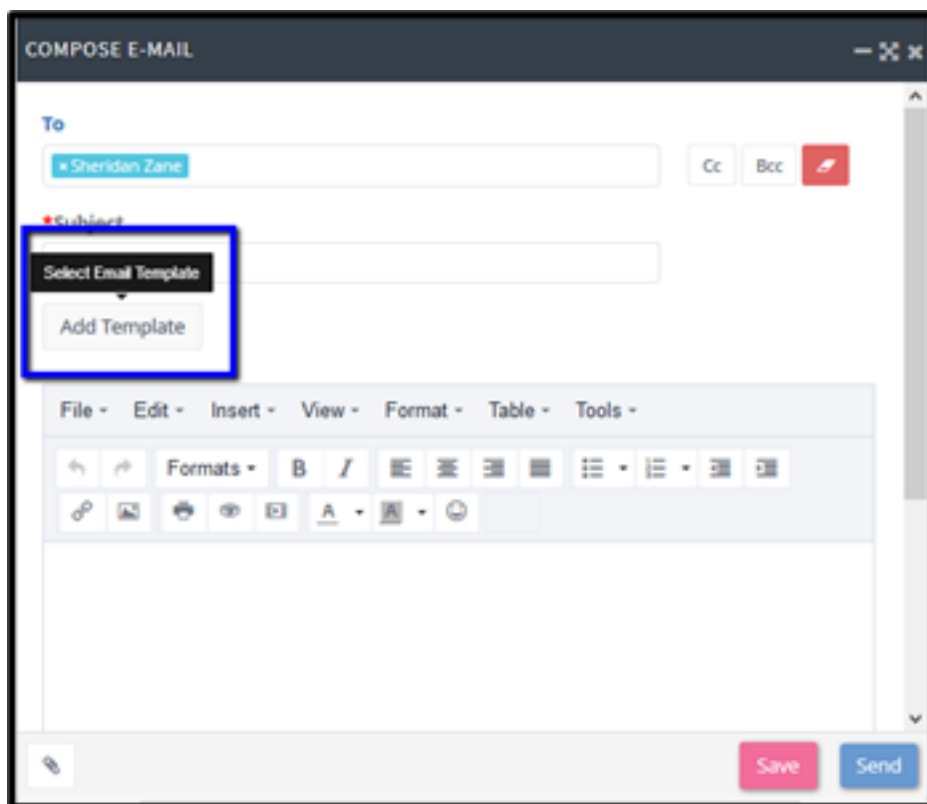 COMPOSE E-MAIL
To
×Sheridan Zane
Cc Bcc
*Subject
Select Email Template
Add Template
File Edit Insert View Format Table Tools
Formats B I
A A
Save Send